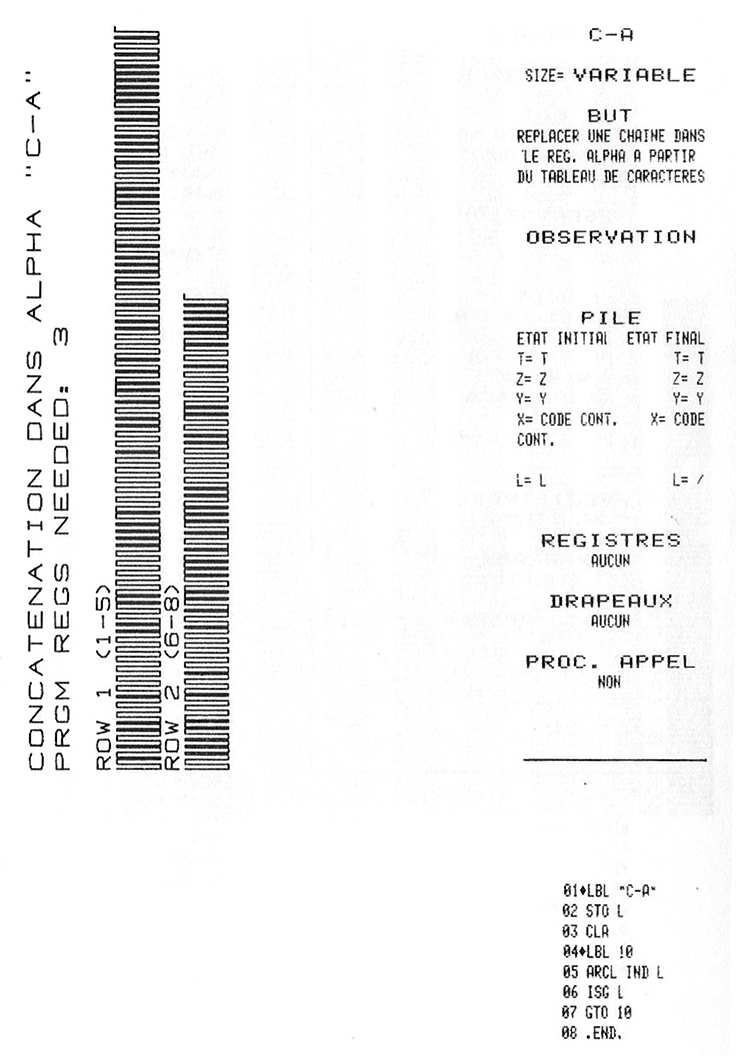 CONCATENATION DANS ALPHA "C-A"
PRGM REGS NEEDED: 3
ROW 1 (1-5)
ROW 2 (6-8)
C-A
SIZE= VARIABLE
BUT
REPLACER UNE CHAINE DANS
LE REG. ALPHA A PARTIR
DU TABLEAU DE CARACTERES
OBSERVATION
PILE
ETAT INITIAL ETAT FINAL
T= T T= T
Z= Z Z= Z
Y= Y Y= Y
X= CODE CONT. X= CODE
CONT.
L= L L= /
REGISTRES
AUCUN
DRAPEAUX
AUCUN
PROC. APPEL
NON
01♦LBL "C-A"
02 STO L
03 CLA
04♦LBL 10
05 ARCL IND L
06 ISG L
07 GTO 10
08 .END.